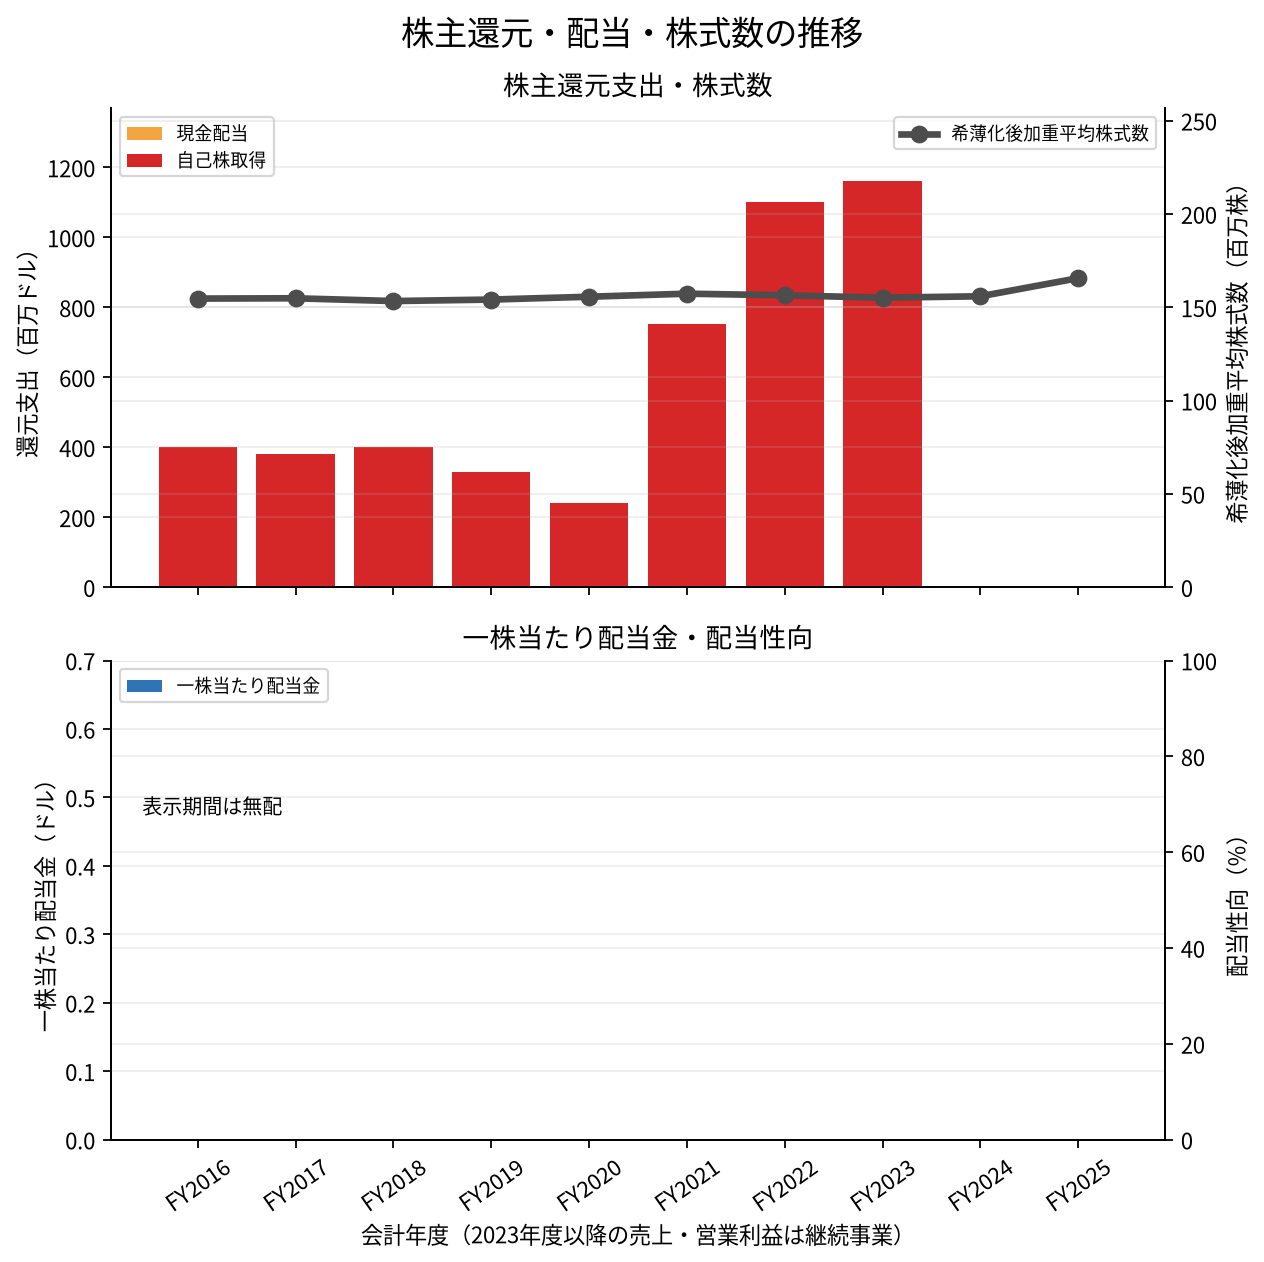 株主還元・配当・株式数の推移
株主還元支出・株式数
現金配当
自己株取得
希薄化後加重平均株式数
還元支出（百万ドル）
1200
1000
800
600
400
200
0
250
200
150
100
50
0
希薄化後加重平均株式数（百万株）
一株当たり配当金・配当性向
一株当たり配当金
表示期間は無配
一株当たり配当金（ドル）
0.7
0.6
0.5
0.4
0.3
0.2
0.1
0.0
100
80
60
40
20
0
配当性向（%）
FY2016
FY2017
FY2018
FY2019
FY2020
FY2021
FY2022
FY2023
FY2024
FY2025
会計年度（2023年度以降の売上・営業利益は継続事業）